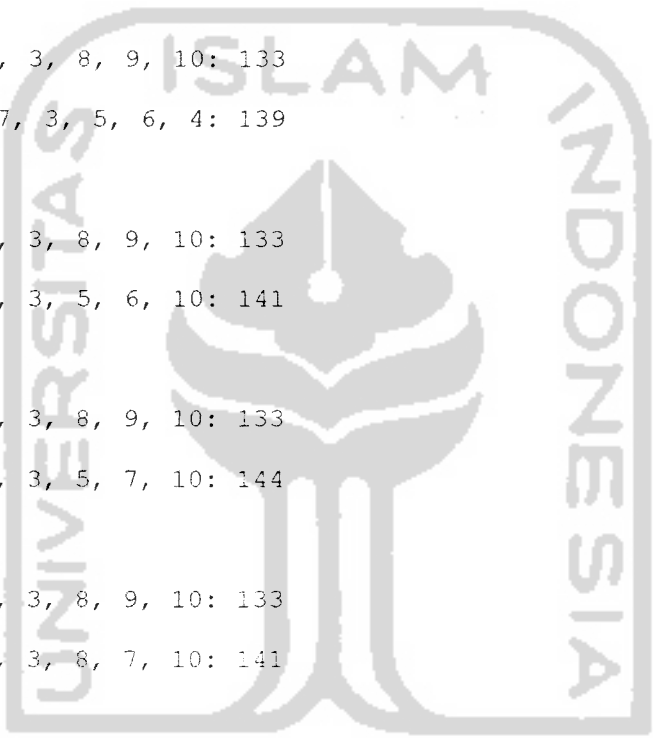 , 3, 8, 9, 10: 133
7, 3, 5, 6, 4: 139
, 3, 8, 9, 10: 133
, 3, 5, 6, 10: 141
, 3, 8, 9, 10: 133
, 3, 5, 7, 10: 144
, 3, 8, 9, 10: 133
, 3, 8, 7, 10: 141
UNIVERSITAS
ISLAM
INDONESIA